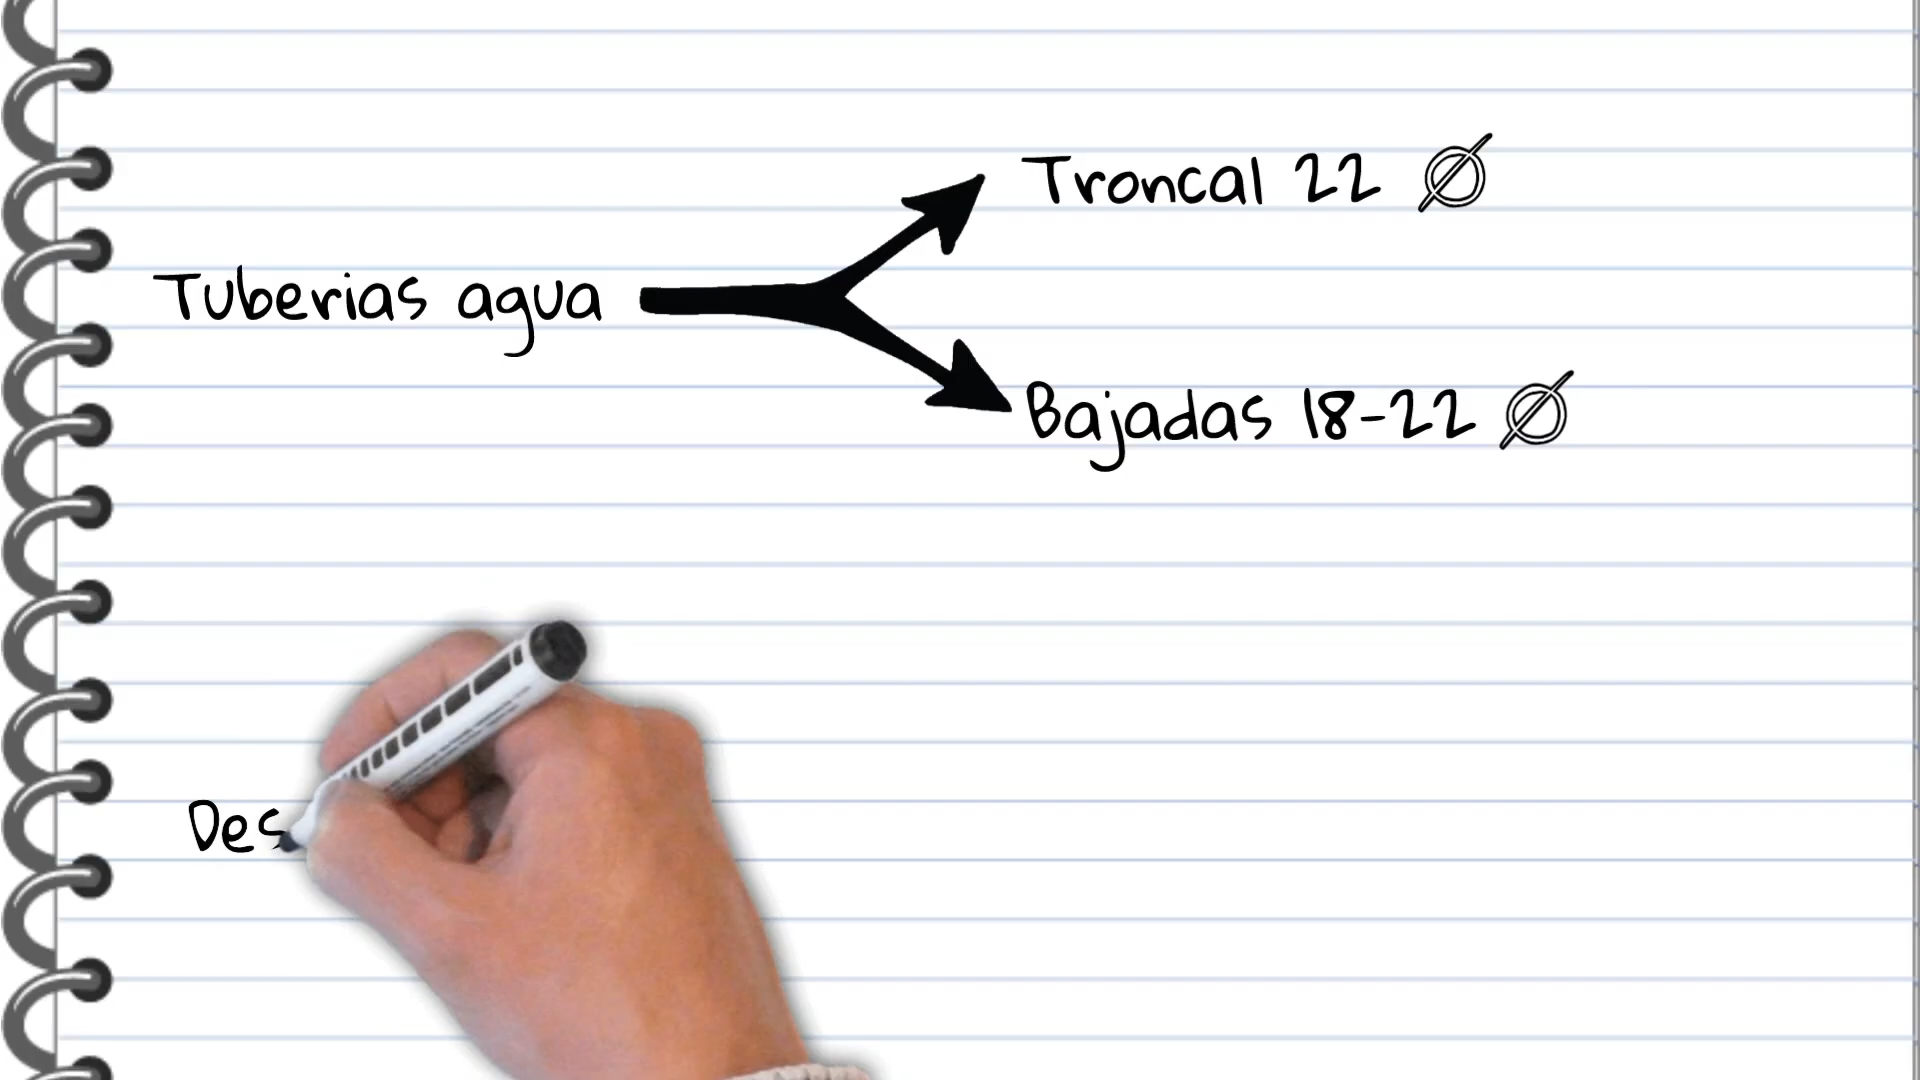 Troncal 22 Ø
Tuberias agua
Bajadas 18-22 Ø
Des